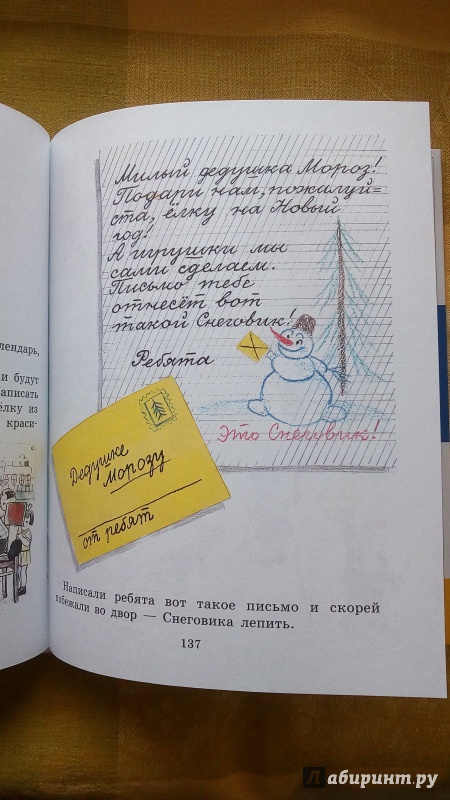 лендарь,
и будут
аписать
ёлку из
краси-
Милый дедушка Мороз!
Подари нам, пожалуй=
ста, ёлку на Новый
год!
А игрушки мы
сами сделаем.
Письмо тебе
отнесёт вот
такой Снеговик!
Ребята
Это Снеговик!
Дедушке
Морозу
от ребят
Написали ребята вот такое письмо и скорей
побежали во двор — Снеговика лепить.
137
Лабиринт.ру